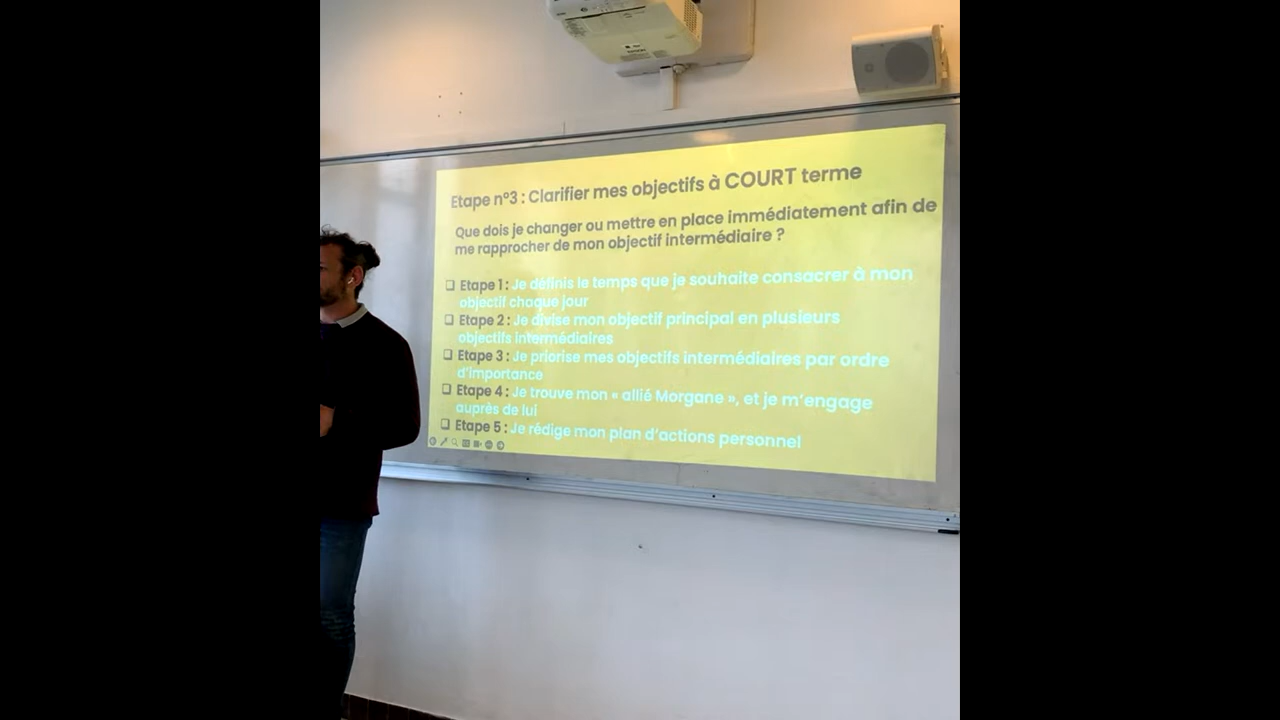 Etape n°3 : Clarifier mes objectifs à COURT terme
Que dois je changer ou mettre en place immédiatement afin de
me rapprocher de mon objectif intermédiaire ?
❑ Etape 1 : Je définis le temps que je souhaite consacrer à mon
objectif chaque jour
❑ Etape 2 : Je divise mon objectif principal en plusieurs
objectifs intermédiaires
❑ Etape 3 : Je priorise mes objectifs intermédiaires par ordre
d'importance
❑ Etape 4 : Je trouve mon « allié Morgane », et je m'engage
auprès de lui
❑ Etape 5 : Je rédige mon plan d'actions personnel